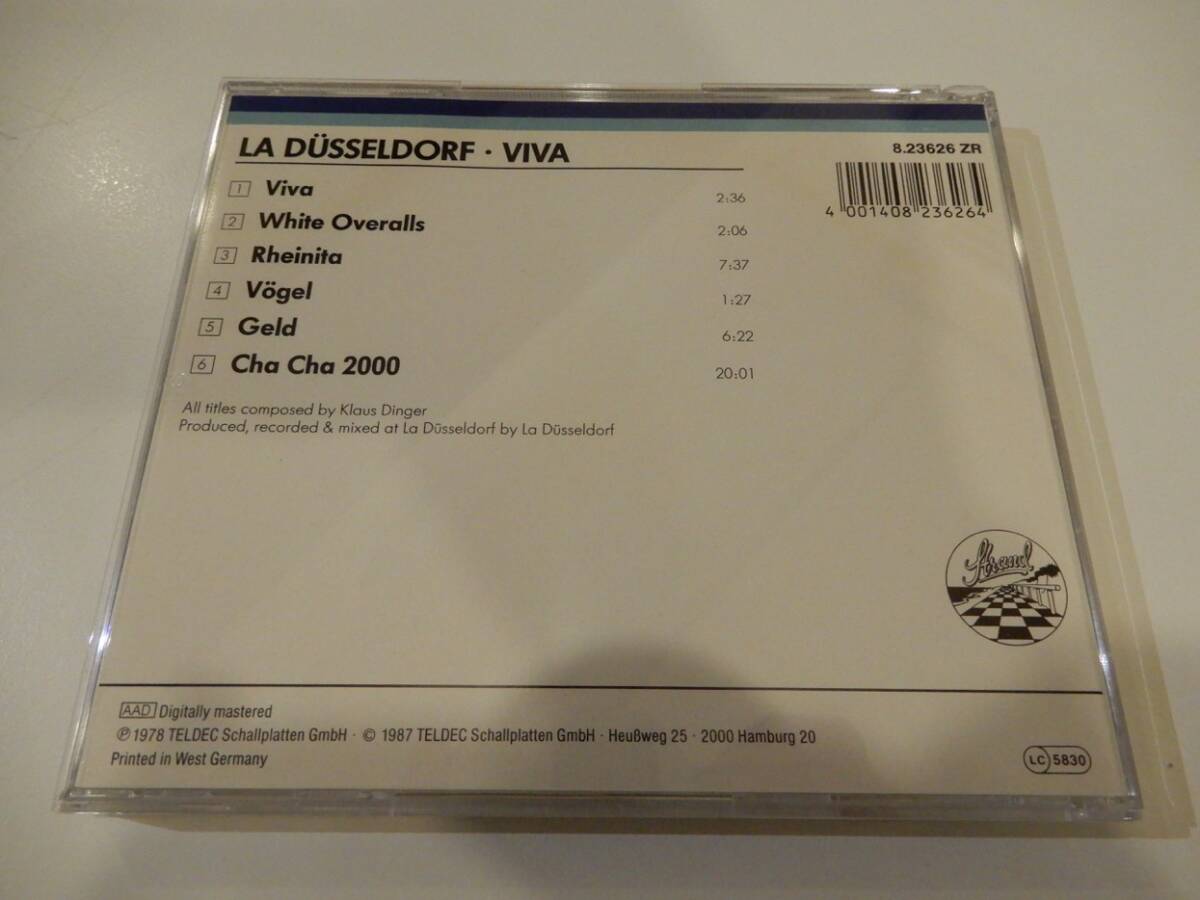 LA DÜSSELDORF · VIVA
8.23626 ZR
4 001408 236264
1 Viva 2:36
2 White Overalls 2:06
3 Rheinita 7:37
4 Vögel 1:27
5 Geld 6:22
6 Cha Cha 2000 20:01
All titles composed by Klaus Dinger
Produced, recorded & mixed at La Düsseldorf by La Düsseldorf
Strand
AAD Digitally mastered
℗ 1978 TELDEC Schallplatten GmbH · © 1987 TELDEC Schallplatten GmbH · Heußweg 25 · 2000 Hamburg 20
Printed in West Germany
LC 5830